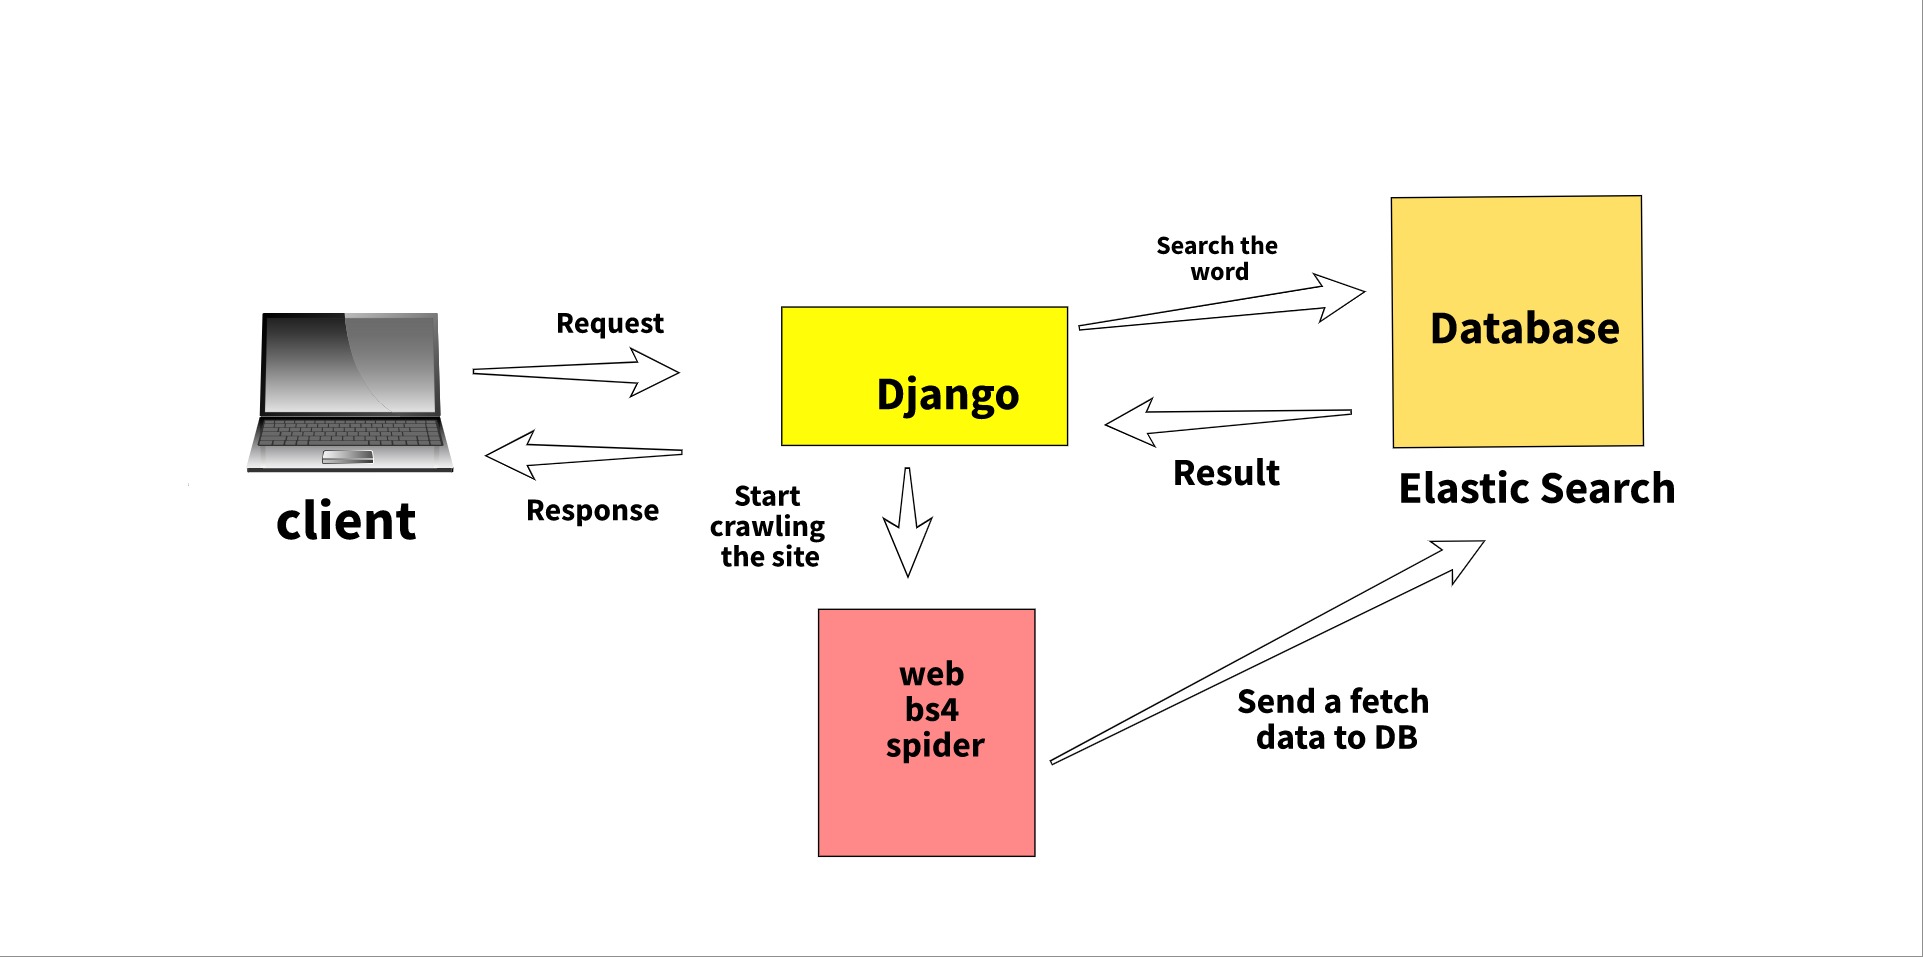 Search the
word
Request
Database
Django
Result
Elastic Search
client
Response
Start
crawling
the site
web
bs4
spider
Send a fetch
data to DB